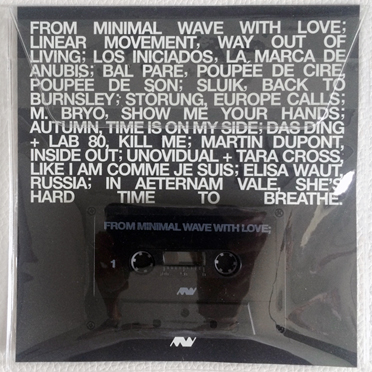 FROM MINIMAL WAVE WITH LOVE;
LINEAR MOVEMENT, WAY OUT OF
LIVING; LOS INICIADOS, LA MARCA DE
ANUBIS; BAL PARÉ, POUPÉE DE CIRE,
POUPÉE DE SON; SLUIK, BACK TO
BURNSLEY; STÖRUNG, EUROPE CALLS;
M. BRYO, SHOW ME YOUR HANDS;
AUTUMN, TIME IS ON MY SIDE; DAS DING
+ LAB 80, KILL ME; MARTIN DUPONT,
INSIDE OUT; UNOVIDUAL + TARA CROSS,
LIKE I AM COMME JE SUIS; ELISA WAUT,
RUSSIA; IN AETERNAM VALE, SHE'S
HARD TIME TO BREATHE.
FROM MINIMAL WAVE WITH LOVE;
1